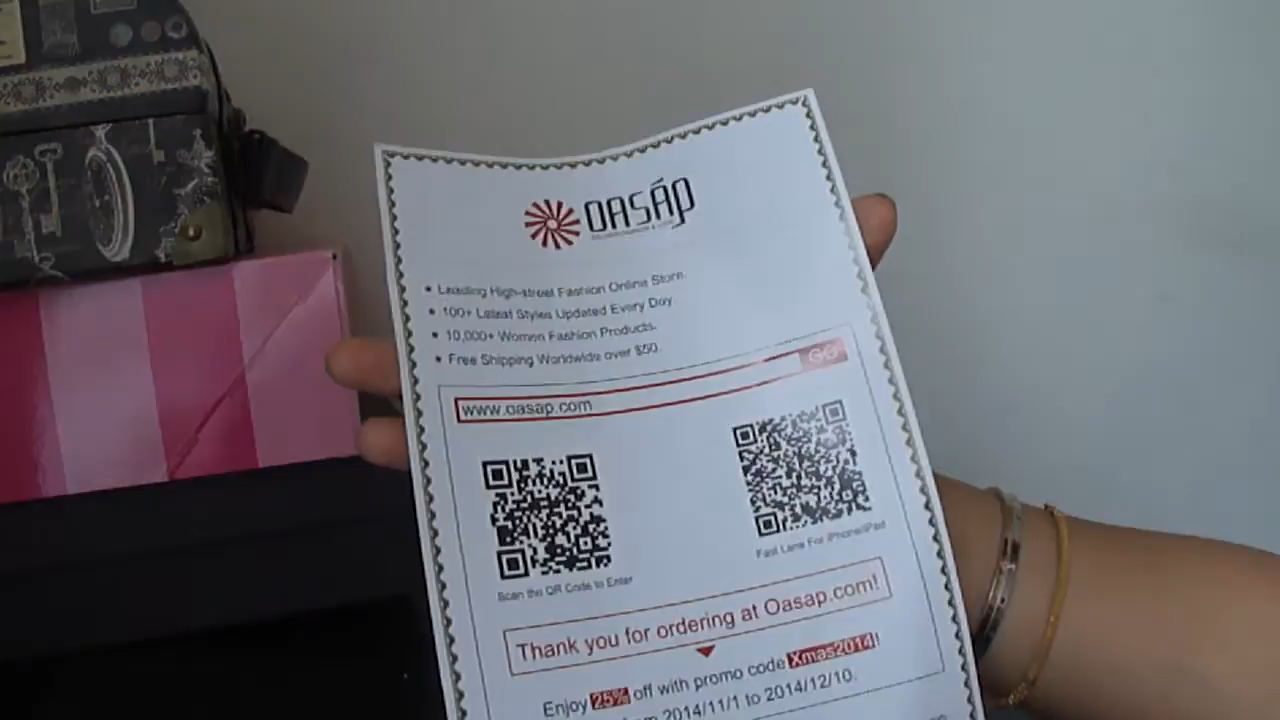 OASÁP
• Leading High-street Fashion Online Store.
• 100+ Latest Styles Updated Every Day
• 10,000+ Women Fashion Products.
• Free Shipping Worldwide over $50.
www.oasap.com GO
Scan the QR Code to Enter
Fast Lane For iPhone/iPad
Thank you for ordering at Oasap.com!
Enjoy 25% off with promo code Xmas2014!
2014/11/1 to 2014/12/10.